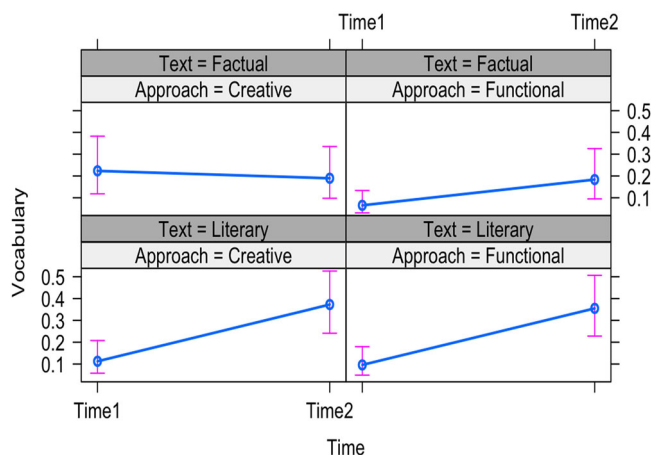 Time1 Time2
Text = Factual Text = Factual
Approach = Creative Approach = Functional
0.5
0.4
0.3
0.2
0.1
Text = Literary Text = Literary
Approach = Creative Approach = Functional
0.5
0.4
0.3
0.2
0.1
Vocabulary
Time1 Time2
Time